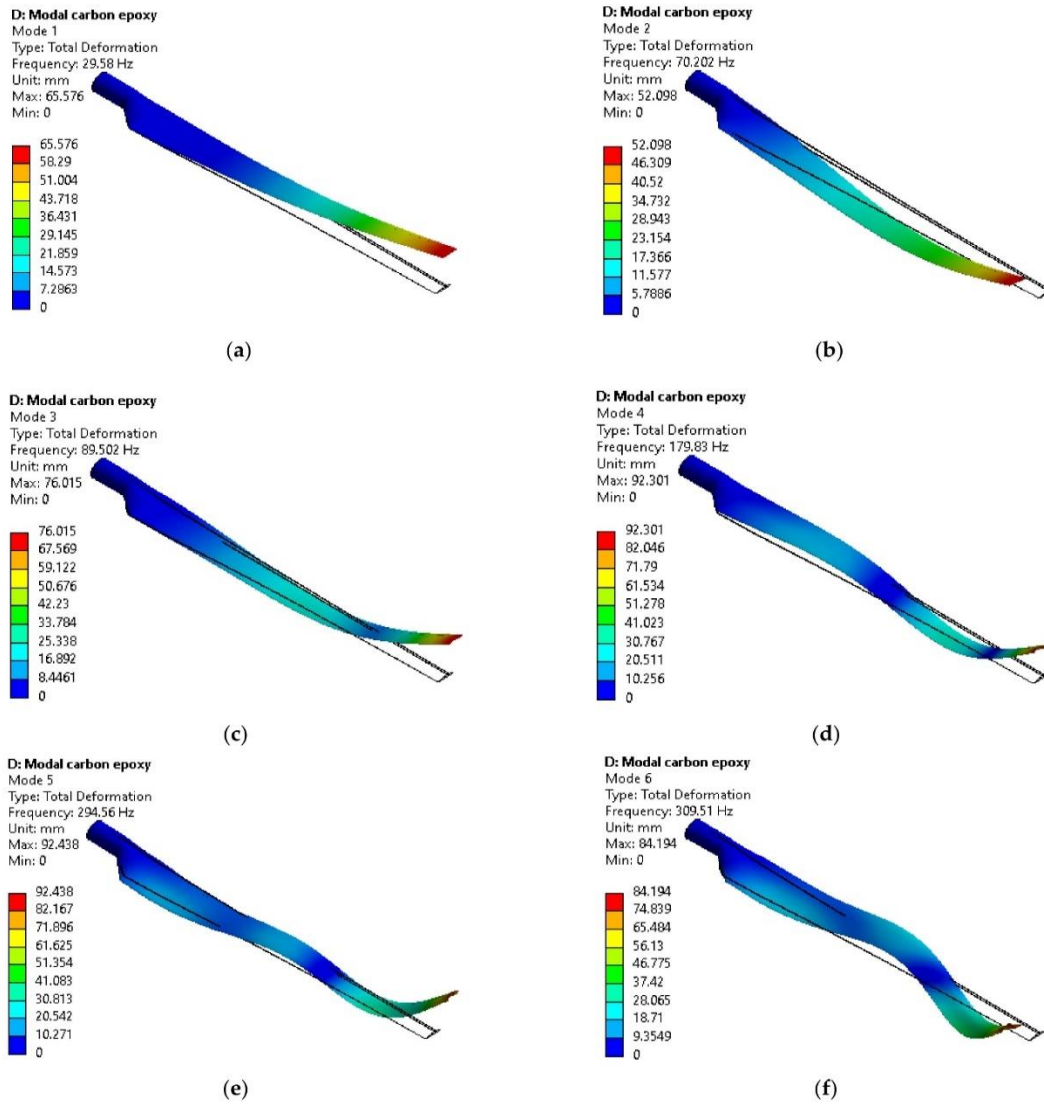 D: Modal carbon epoxy
Mode 1
Type: Total Deformation
Frequency: 29.58 Hz
Unit: mm
Max: 65.576
Min: 0
65.576
58.29
51.004
43.718
36.431
29.145
21.859
14.573
7.2863
0
(a)
D: Modal carbon epoxy
Mode 2
Type: Total Deformation
Frequency: 70.202 Hz
Unit: mm
Max: 52.098
Min: 0
52.098
46.309
40.52
34.732
28.943
23.154
17.366
11.577
5.7886
0
(b)
D: Modal carbon epoxy
Mode 3
Type: Total Deformation
Frequency: 89.502 Hz
Unit: mm
Max: 76.015
Min: 0
76.015
67.569
59.122
50.676
42.23
33.784
25.338
16.892
8.4461
0
(c)
D: Modal carbon epoxy
Mode 4
Type: Total Deformation
Frequency: 179.83 Hz
Unit: mm
Max: 92.301
Min: 0
92.301
82.046
71.79
61.534
51.278
41.023
30.767
20.511
10.256
0
(d)
D: Modal carbon epoxy
Mode 5
Type: Total Deformation
Frequency: 294.56 Hz
Unit: mm
Max: 92.438
Min: 0
92.438
82.167
71.896
61.625
51.354
41.083
30.813
20.542
10.271
0
(e)
D: Modal carbon epoxy
Mode 6
Type: Total Deformation
Frequency: 309.51 Hz
Unit: mm
Max: 84.194
Min: 0
84.194
74.839
65.484
56.13
46.775
37.42
28.065
18.71
9.3549
0
(f)